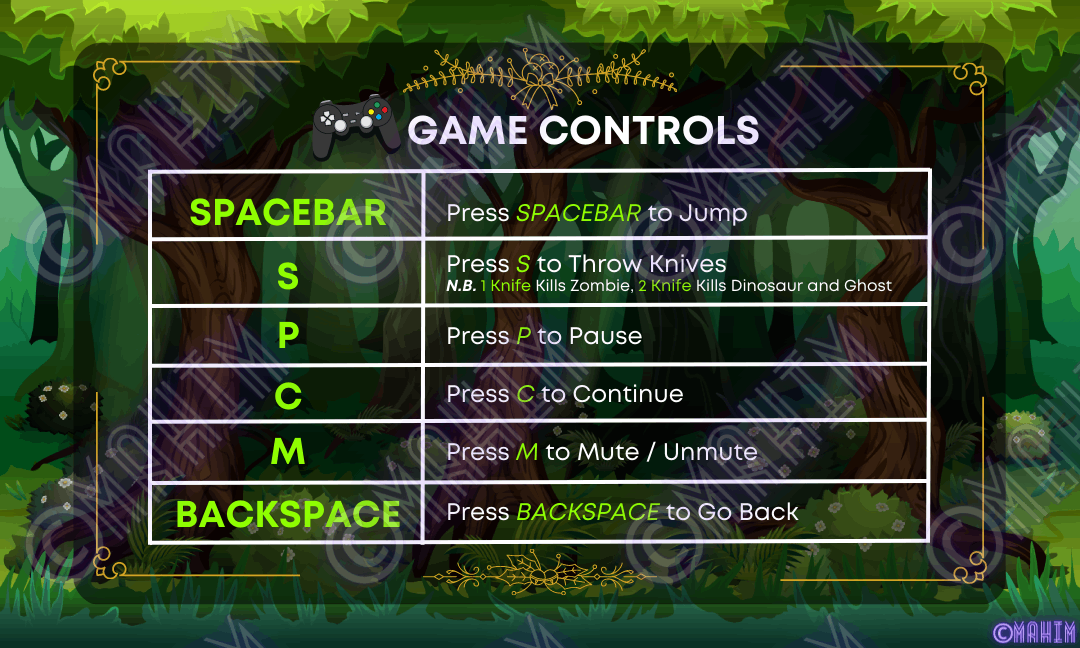 GAME CONTROLS
SPACEBAR
Press SPACEBAR to Jump
S
Press S to Throw Knives
N.B. 1 Knife Kills Zombie, 2 Knife Kills Dinosaur and Ghost
P
Press P to Pause
C
Press C to Continue
M
Press M to Mute / Unmute
BACKSPACE
Press BACKSPACE to Go Back
©MAHIM